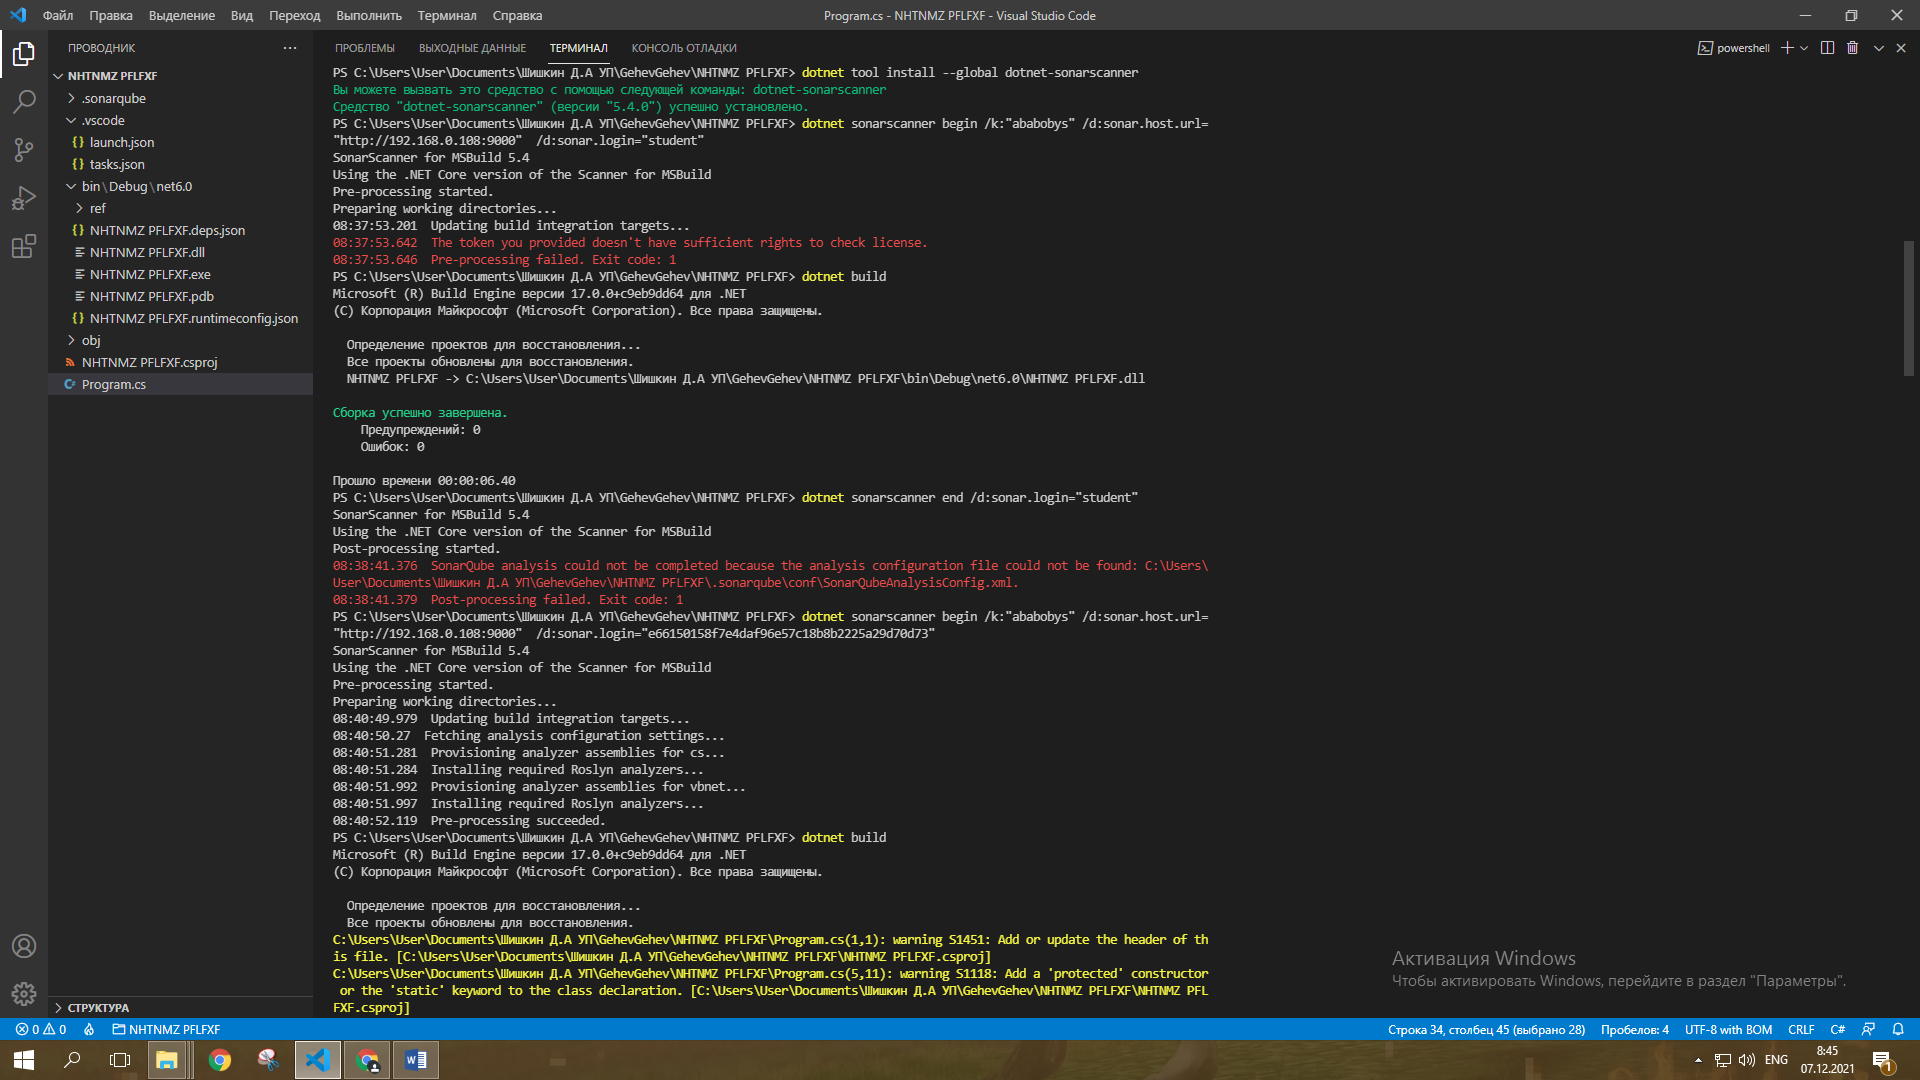 Файл Правка Выделение Вид Переход Выполнить Терминал Справка
Program.cs - NHTNMZ PFLFXF - Visual Studio Code
ПРОВОДНИК
NHTNMZ PFLFXF
.sonarqube
.vscode
launch.json
tasks.json
bin\Debug\net6.0
ref
NHTNMZ PFLFXF.deps.json
NHTNMZ PFLFXF.dll
NHTNMZ PFLFXF.exe
NHTNMZ PFLFXF.pdb
NHTNMZ PFLFXF.runtimeconfig.json
obj
NHTNMZ PFLFXF.csproj
Program.cs
СТРУКТУРА
ПРОБЛЕМЫ ВЫХОДНЫЕ ДАННЫЕ ТЕРМИНАЛ КОНСОЛЬ ОТЛАДКИ
powershell
PS C:\Users\User\Documents\Шишкин Д.А УП\GehevGehev\NHTNMZ PFLFXF> dotnet tool install --global dotnet-sonarscanner
Вы можете вызвать это средство с помощью следующей команды: dotnet-sonarscanner
Средство "dotnet-sonarscanner" (версии "5.4.0") успешно установлено.
PS C:\Users\User\Documents\Шишкин Д.А УП\GehevGehev\NHTNMZ PFLFXF> dotnet sonarscanner begin /k:"ababobys" /d:sonar.host.url=
"http://192.168.0.108:9000"  /d:sonar.login="student"
SonarScanner for MSBuild 5.4
Using the .NET Core version of the Scanner for MSBuild
Pre-processing started.
Preparing working directories...
08:37:53.201  Updating build integration targets...
08:37:53.642  The token you provided doesn't have sufficient rights to check license.
08:37:53.646  Pre-processing failed. Exit code: 1
PS C:\Users\User\Documents\Шишкин Д.А УП\GehevGehev\NHTNMZ PFLFXF> dotnet build
Microsoft (R) Build Engine версии 17.0.0+c9eb9dd64 для .NET
(C) Корпорация Майкрософт (Microsoft Corporation). Все права защищены.
Определение проектов для восстановления...
Все проекты обновлены для восстановления.
NHTNMZ PFLFXF -> C:\Users\User\Documents\Шишкин Д.А УП\GehevGehev\NHTNMZ PFLFXF\bin\Debug\net6.0\NHTNMZ PFLFXF.dll
Сборка успешно завершена.
Предупреждений: 0
Ошибок: 0
Прошло времени 00:00:06.40
PS C:\Users\User\Documents\Шишкин Д.А УП\GehevGehev\NHTNMZ PFLFXF> dotnet sonarscanner end /d:sonar.login="student"
SonarScanner for MSBuild 5.4
Using the .NET Core version of the Scanner for MSBuild
Post-processing started.
08:38:41.376  SonarQube analysis could not be completed because the analysis configuration file could not be found: C:\Users\
User\Documents\Шишкин Д.А УП\GehevGehev\NHTNMZ PFLFXF\.sonarqube\conf\SonarQubeAnalysisConfig.xml.
08:38:41.379  Post-processing failed. Exit code: 1
PS C:\Users\User\Documents\Шишкин Д.А УП\GehevGehev\NHTNMZ PFLFXF> dotnet sonarscanner begin /k:"ababobys" /d:sonar.host.url=
"http://192.168.0.108:9000"  /d:sonar.login="e66150158f7e4daf96e57c18b8b2225a29d70d73"
SonarScanner for MSBuild 5.4
Using the .NET Core version of the Scanner for MSBuild
Pre-processing started.
Preparing working directories...
08:40:49.979  Updating build integration targets...
08:40:50.27  Fetching analysis configuration settings...
08:40:51.281  Provisioning analyzer assemblies for cs...
08:40:51.284  Installing required Roslyn analyzers...
08:40:51.992  Provisioning analyzer assemblies for vbnet...
08:40:51.997  Installing required Roslyn analyzers...
08:40:52.119  Pre-processing succeeded.
PS C:\Users\User\Documents\Шишкин Д.А УП\GehevGehev\NHTNMZ PFLFXF> dotnet build
Microsoft (R) Build Engine версии 17.0.0+c9eb9dd64 для .NET
(C) Корпорация Майкрософт (Microsoft Corporation). Все права защищены.
Определение проектов для восстановления...
Все проекты обновлены для восстановления.
C:\Users\User\Documents\Шишкин Д.А УП\GehevGehev\NHTNMZ PFLFXF\Program.cs(1,1): warning S1451: Add or update the header of th
is file. [C:\Users\User\Documents\Шишкин Д.А УП\GehevGehev\NHTNMZ PFLFXF\NHTNMZ PFLFXF.csproj]
C:\Users\User\Documents\Шишкин Д.А УП\GehevGehev\NHTNMZ PFLFXF\Program.cs(5,11): warning S1118: Add a 'protected' constructor
or the 'static' keyword to the class declaration. [C:\Users\User\Documents\Шишкин Д.А УП\GehevGehev\NHTNMZ PFLFXF\NHTNMZ PFL
FXF.csproj]
Активация Windows
Чтобы активировать Windows, перейдите в раздел "Параметры".
0 0 NHTNMZ PFLFXF
Строка 34, столбец 45 (выбрано 28) Пробелов: 4 UTF-8 with BOM CRLF C#
ENG
8:45
07.12.2021
1